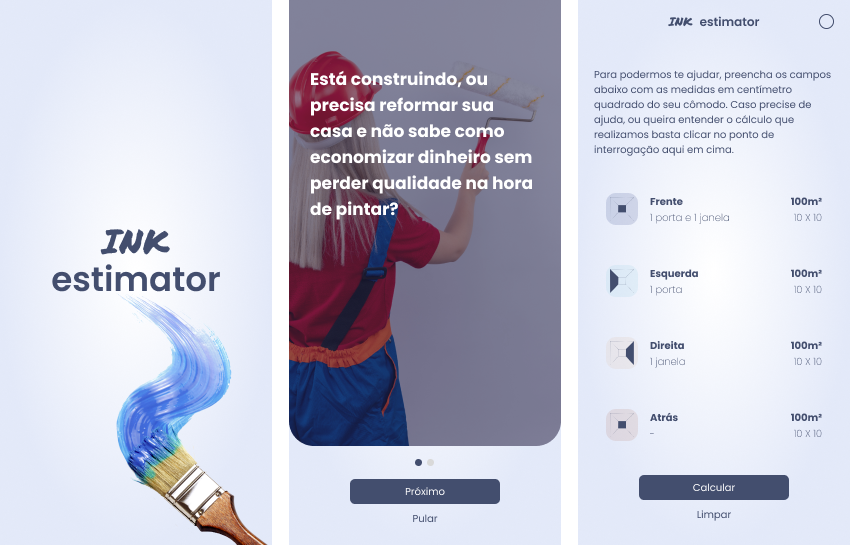 INK
estimator
Está construindo, ou
precisa reformar sua
casa e não sabe como
economizar dinheiro sem
perder qualidade na hora
de pintar?
Próximo
Pular
INK estimator
Para podermos te ajudar, preencha os campos
abaixo com as medidas em centímetro
quadrado do seu cômodo. Caso precise de
ajuda, ou queira entender o cálculo que
realizamos basta clicar no ponto de
interrogação aqui em cima.
Frente 100m²
1 porta e 1 janela 10 X 10
Esquerda 100m²
1 porta 10 X 10
Direita 100m²
1 janela 10 X 10
Atrás 100m²
- 10 X 10
Calcular
Limpar